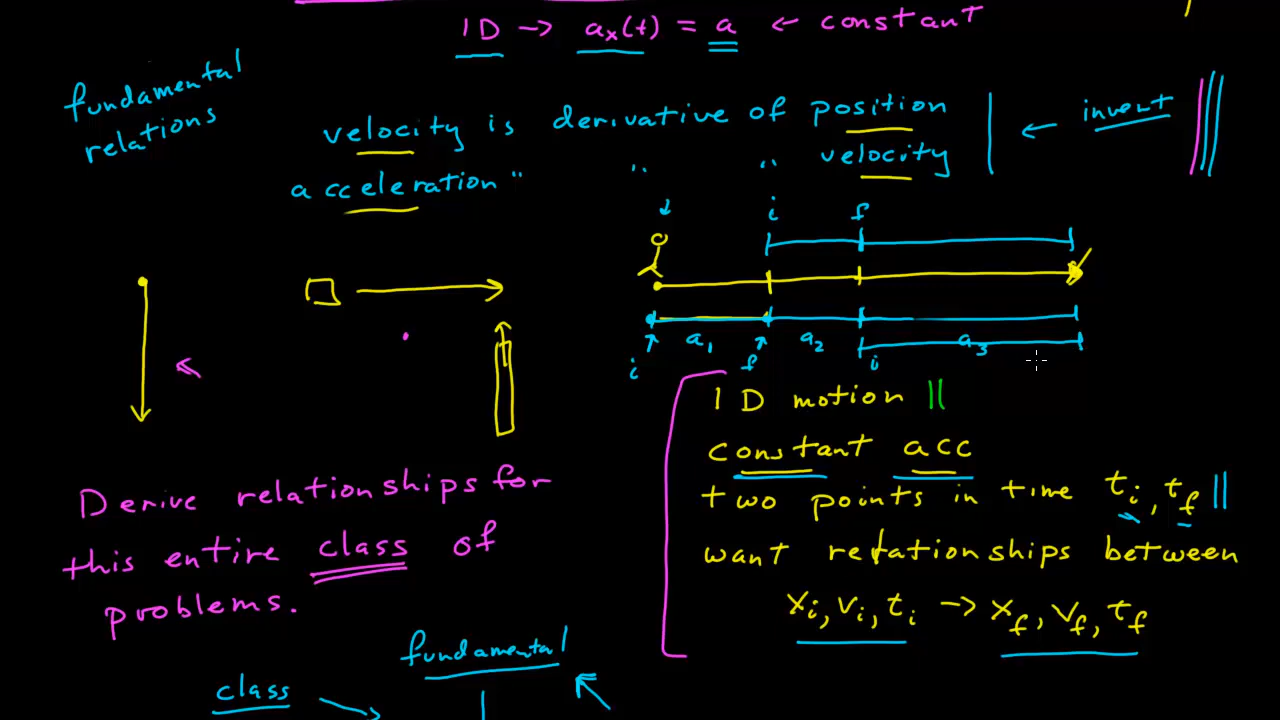 1D → aₓ(t) = a ← constant
fundamental
relations
velocity is derivative of position
acceleration " " " velocity
← invert
i f
a₁ a₂ a₃
i f i
1D motion
constant acc
two points in time tᵢ, t_f
want relationships between
xᵢ, vᵢ, tᵢ → x_f, v_f, t_f
Derive relationships for
this entire class of
problems.
fundamental
class